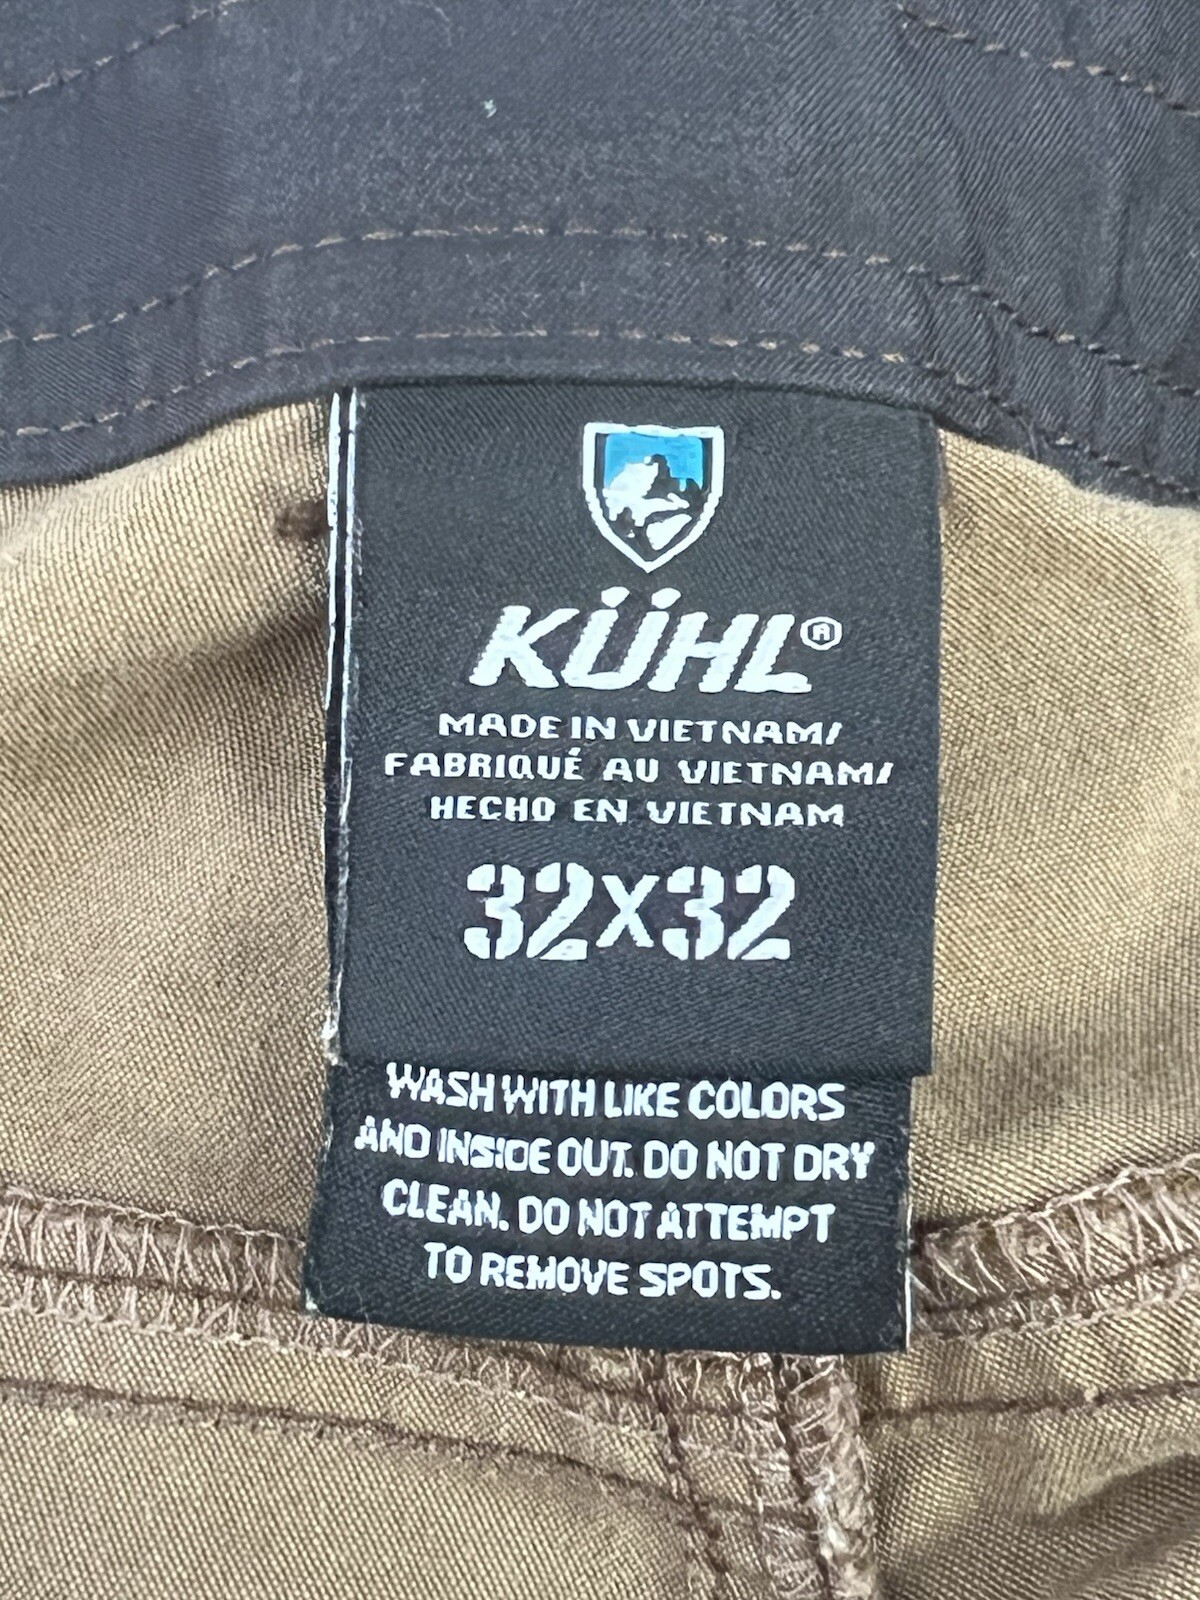 KÜHL®
MADE IN VIETNAM/
FABRIQUÉ AU VIETNAM/
HECHO EN VIETNAM
32X32
WASH WITH LIKE COLORS
AND INSIDE OUT. DO NOT DRY
CLEAN. DO NOT ATTEMPT
TO REMOVE SPOTS.